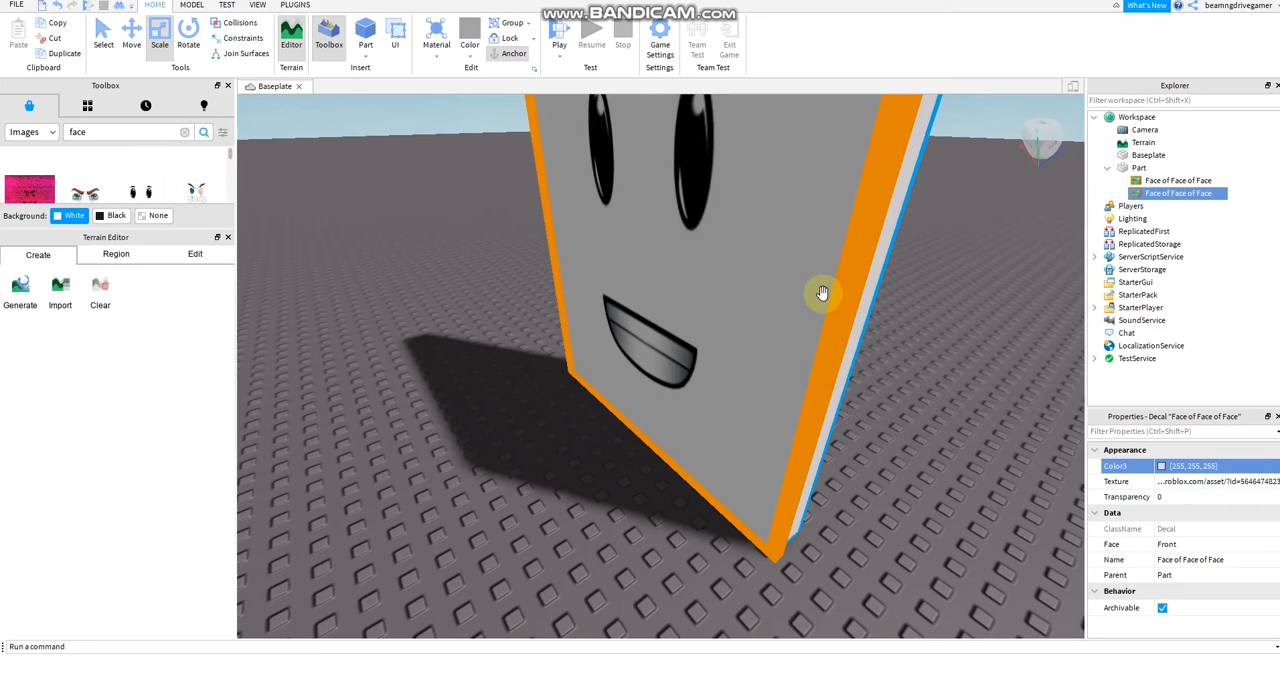 www.BANDICAM.com
FILE HOME MODEL TEST VIEW PLUGINS What's New beamngdrivegamer
Paste Copy Cut Duplicate Select Move Scale Rotate Collisions Constraints Join Surfaces Editor Toolbox Part UI Material Color Group Lock Anchor Play Resume Stop Game Settings Team Test Exit Game
Clipboard Tools Terrain Insert Edit Test Settings Team Test
Toolbox
Images face
Background: White Black None
Terrain Editor
Create Region Edit
Generate Import Clear
Baseplate
Explorer
Filter workspace (Ctrl+Shift+X)
Workspace
Camera
Terrain
Baseplate
Part
Face of Face of Face
Face of Face of Face
Players
Lighting
ReplicatedFirst
ReplicatedStorage
ServerScriptService
ServerStorage
StarterGui
StarterPack
StarterPlayer
SoundService
Chat
LocalizationService
TestService
Properties - Decal "Face of Face of Face"
Filter Properties (Ctrl+Shift+P)
Appearance
Color3 [255, 255, 255]
Texture ...roblox.com/asset/?id=5646474823
Transparency 0
Data
ClassName Decal
Face Front
Name Face of Face of Face
Parent Part
Behavior
Archivable
Run a command